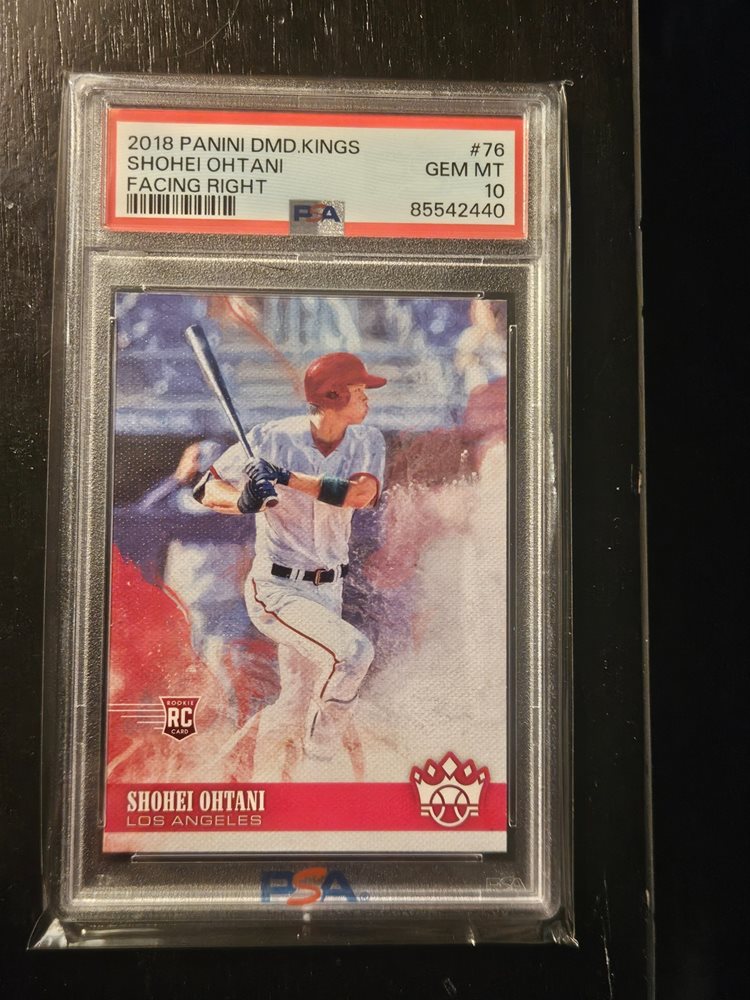 2018 PANINI DMD.KINGS #76
SHOHEI OHTANI GEM MT
FACING RIGHT 10
PSA 85542440
ROOKIE
RC
CARD
SHOHEI OHTANI
LOS ANGELES
PSA®
PSA